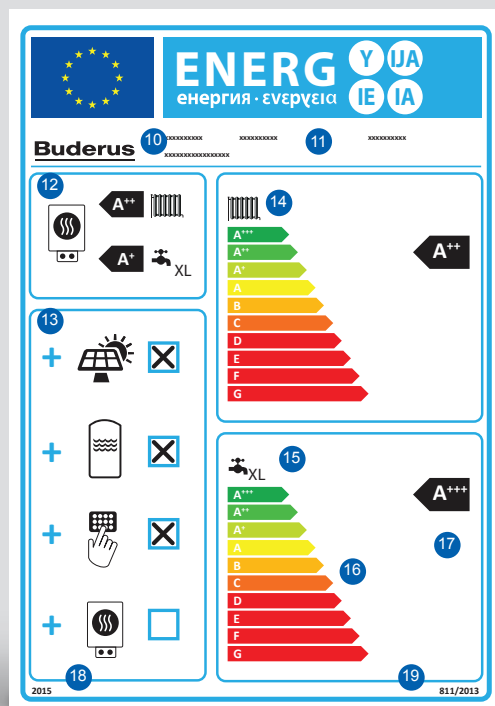 ENERG Y IJA
енергия · ενεργεια IE IA
Buderus 10 xxxxxxxxxx xxxxxxxxxx 11 xxxxxxxxxx
xxxxxxxxxxxxxxxxx
12
A++
A+ XL
13
+
+
+
+
18
14
A+++
A++
A+
A
B
C
D
E
F
G
A++
15
XL
A+++
A++
A+
A
B
C
D
E
F
G
A+++
16
17
19
2015 811/2013